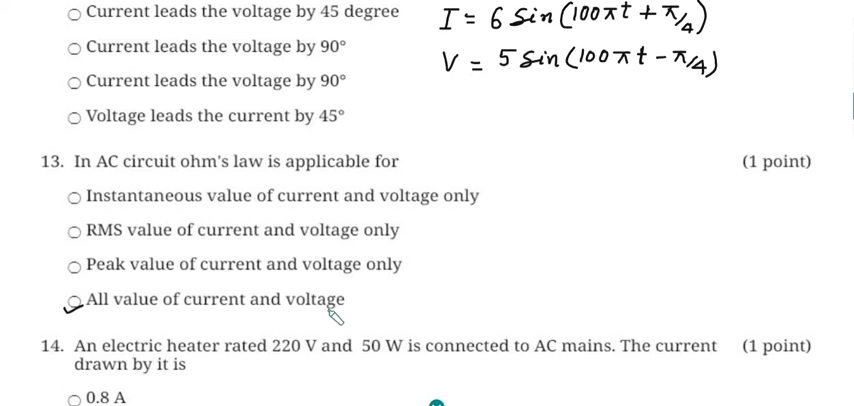 Current leads the voltage by 45 degree
I = 6 sin(100πt + π/4)
Current leads the voltage by 90°
V = 5 sin(100πt - π/4)
Current leads the voltage by 90°
Voltage leads the current by 45°
13. In AC circuit ohm's law is applicable for (1 point)
Instantaneous value of current and voltage only
RMS value of current and voltage only
Peak value of current and voltage only
All value of current and voltage
14. An electric heater rated 220 V and 50 W is connected to AC mains. The current (1 point)
drawn by it is
0.8 A